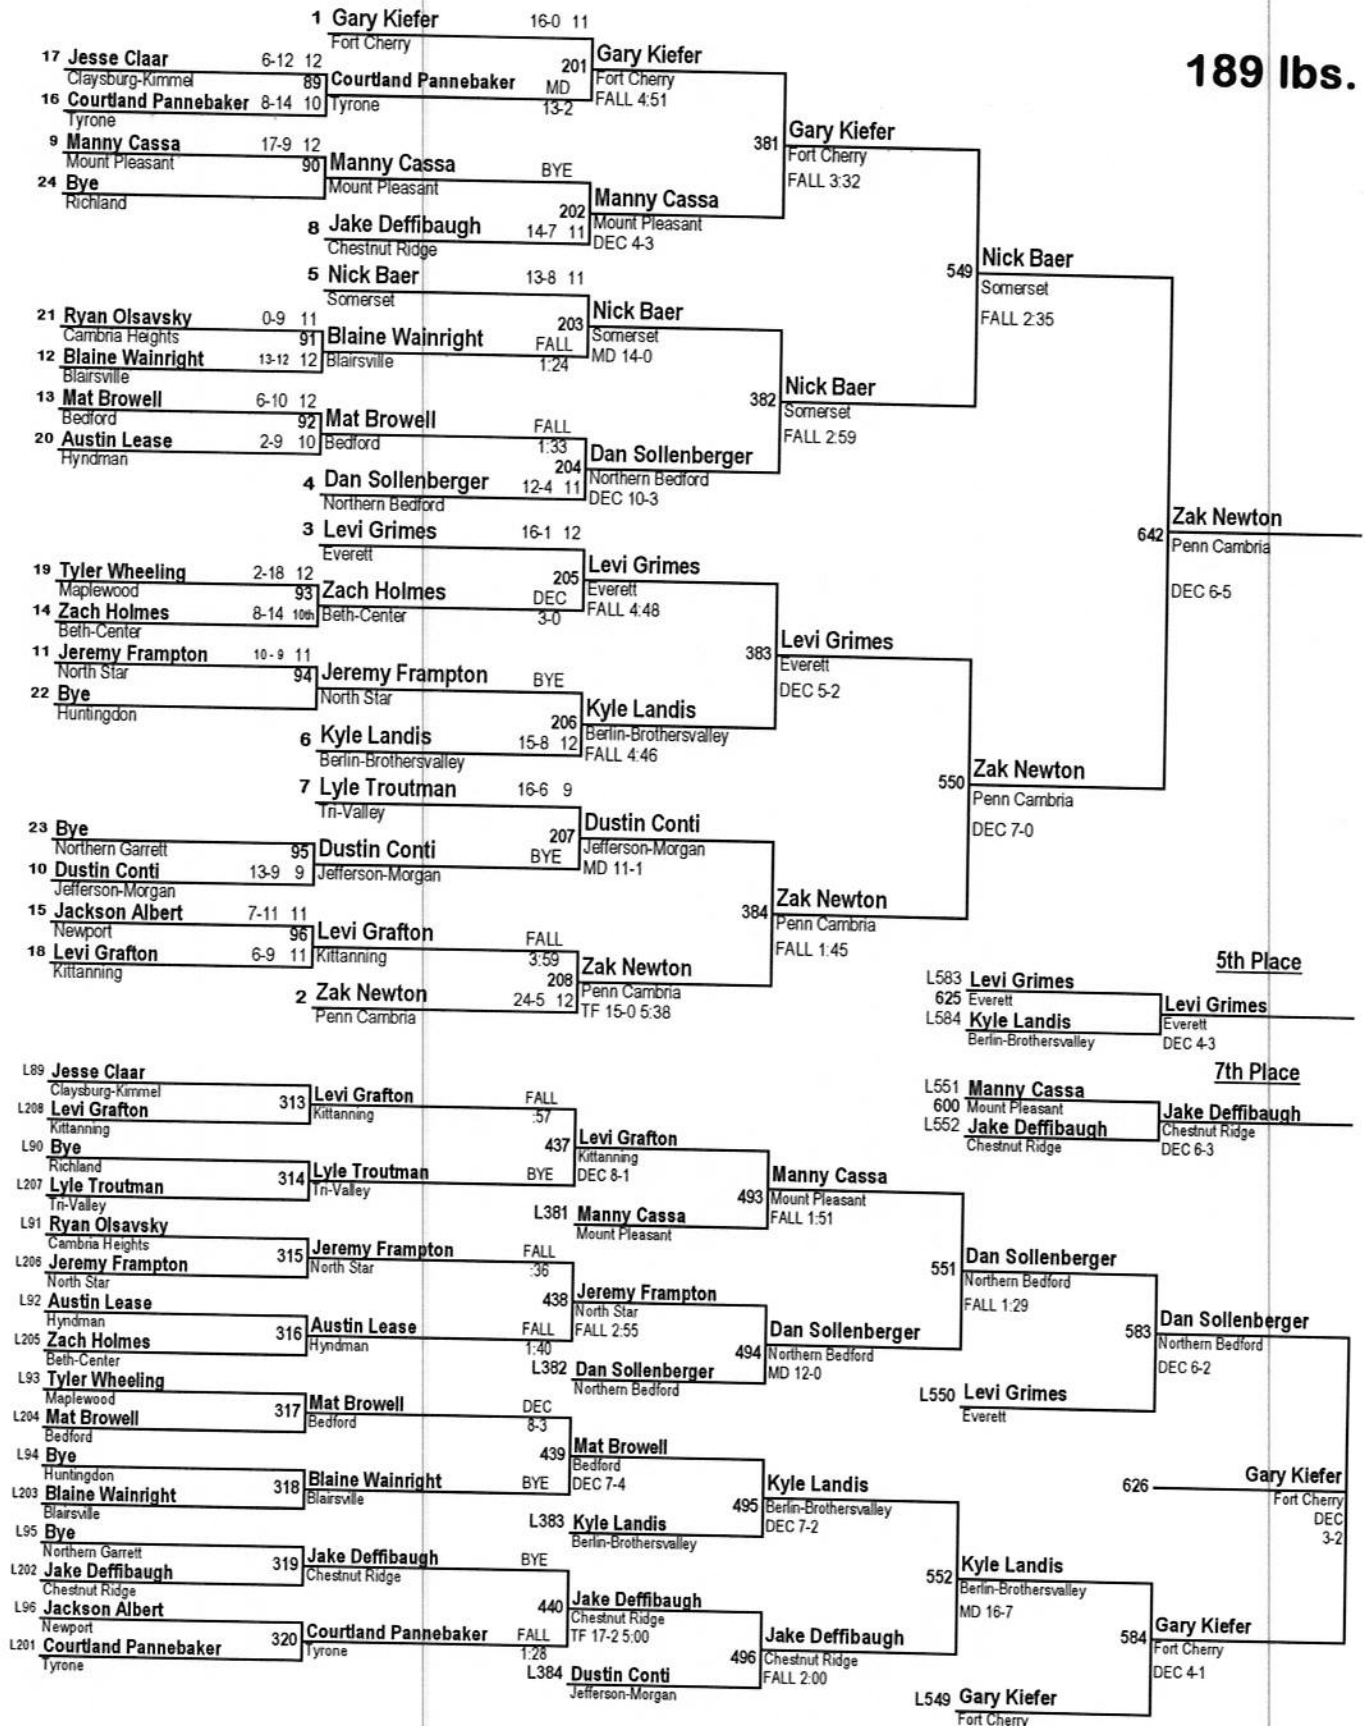 189 lbs.
1 Gary Kiefer 16-0 11
Fort Cherry
17 Jesse Claar 6-12 12
Claysburg-Kimmel
89
16 Courtland Pannebaker 8-14 10
Tyrone
Courtland Pannebaker MD
Tyrone 13-2
201
Gary Kiefer
Fort Cherry
FALL 4:51
9 Manny Cassa 17-9 12
Mount Pleasant
90
24 Bye
Richland
Manny Cassa BYE
Mount Pleasant
202
8 Jake Deffibaugh 14-7 11
Chestnut Ridge
Manny Cassa
Mount Pleasant
DEC 4-3
381
Gary Kiefer
Fort Cherry
FALL 3:32
5 Nick Baer 13-8 11
Somerset
21 Ryan Olsavsky 0-9 11
Cambria Heights
91
12 Blaine Wainright 13-12 12
Blairsville
Blaine Wainright FALL
Blairsville 1:24
203
Nick Baer
Somerset
MD 14-0
13 Mat Browell 6-10 12
Bedford
92
20 Austin Lease 2-9 10
Hyndman
Mat Browell FALL
Bedford 1:33
204
4 Dan Sollenberger 12-4 11
Northern Bedford
Dan Sollenberger
Northern Bedford
DEC 10-3
382
Nick Baer
Somerset
FALL 2:59
549
Nick Baer
Somerset
FALL 2:35
3 Levi Grimes 16-1 12
Everett
19 Tyler Wheeling 2-18 12
Maplewood
93
14 Zach Holmes 8-14 10th
Beth-Center
Zach Holmes DEC
Beth-Center 3-0
205
Levi Grimes
Everett
FALL 4:48
11 Jeremy Frampton 10-9 11
North Star
94
22 Bye
Huntingdon
Jeremy Frampton BYE
North Star
206
6 Kyle Landis 15-8 12
Berlin-Brothersvalley
Kyle Landis
Berlin-Brothersvalley
FALL 4:46
383
Levi Grimes
Everett
DEC 5-2
7 Lyle Troutman 16-6 9
Tri-Valley
23 Bye
Northern Garrett
95
10 Dustin Conti 13-9 9
Jefferson-Morgan
Dustin Conti BYE
Jefferson-Morgan
207
Dustin Conti
Jefferson-Morgan
MD 11-1
15 Jackson Albert 7-11 11
Newport
96
18 Levi Grafton 6-9 11
Kittanning
Levi Grafton FALL
Kittanning 3:59
208
2 Zak Newton 24-5 12
Penn Cambria
Zak Newton
Penn Cambria
TF 15-0 5:38
384
Zak Newton
Penn Cambria
FALL 1:45
550
Zak Newton
Penn Cambria
DEC 7-0
642
Zak Newton
Penn Cambria
DEC 6-5
5th Place
L583 Levi Grimes
625 Everett
L584 Kyle Landis
Berlin-Brothersvalley
Levi Grimes
Everett
DEC 4-3
7th Place
L551 Manny Cassa
600 Mount Pleasant
L552 Jake Deffibaugh
Chestnut Ridge
Jake Deffibaugh
Chestnut Ridge
DEC 6-3
L89 Jesse Claar
Claysburg-Kimmel
313
L208 Levi Grafton
Kittanning
Levi Grafton FALL
Kittanning :57
L90 Bye
Richland
314
L207 Lyle Troutman
Tri-Valley
Lyle Troutman BYE
Tri-Valley
437
Levi Grafton
Kittanning
DEC 8-1
L381 Manny Cassa
Mount Pleasant
493
Manny Cassa
Mount Pleasant
FALL 1:51
L91 Ryan Olsavsky
Cambria Heights
315
L206 Jeremy Frampton
North Star
Jeremy Frampton FALL
North Star :36
L92 Austin Lease
Hyndman
316
L205 Zach Holmes
Beth-Center
Austin Lease FALL
Hyndman 1:40
438
Jeremy Frampton
North Star
FALL 2:55
L382 Dan Sollenberger
Northern Bedford
494
Dan Sollenberger
Northern Bedford
MD 12-0
551
Dan Sollenberger
Northern Bedford
FALL 1:29
L550 Levi Grimes
Everett
583
Dan Sollenberger
Northern Bedford
DEC 6-2
L93 Tyler Wheeling
Maplewood
317
L204 Mat Browell
Bedford
Mat Browell DEC
Bedford 8-3
L94 Bye
Huntingdon
318
L203 Blaine Wainright
Blairsville
Blaine Wainright BYE
Blairsville
439
Mat Browell
Bedford
DEC 7-4
L383 Kyle Landis
Berlin-Brothersvalley
495
Kyle Landis
Berlin-Brothersvalley
DEC 7-2
L95 Bye
Northern Garrett
319
L202 Jake Deffibaugh
Chestnut Ridge
Jake Deffibaugh BYE
Chestnut Ridge
L96 Jackson Albert
Newport
320
L201 Courtland Pannebaker
Tyrone
Courtland Pannebaker FALL
Tyrone 1:28
440
Jake Deffibaugh
Chestnut Ridge
TF 17-2 5:00
L384 Dustin Conti
Jefferson-Morgan
496
Jake Deffibaugh
Chestnut Ridge
FALL 2:00
552
Kyle Landis
Berlin-Brothersvalley
MD 16-7
L549 Gary Kiefer
Fort Cherry
584
Gary Kiefer
Fort Cherry
DEC 4-1
626
Gary Kiefer
Fort Cherry
DEC
3-2